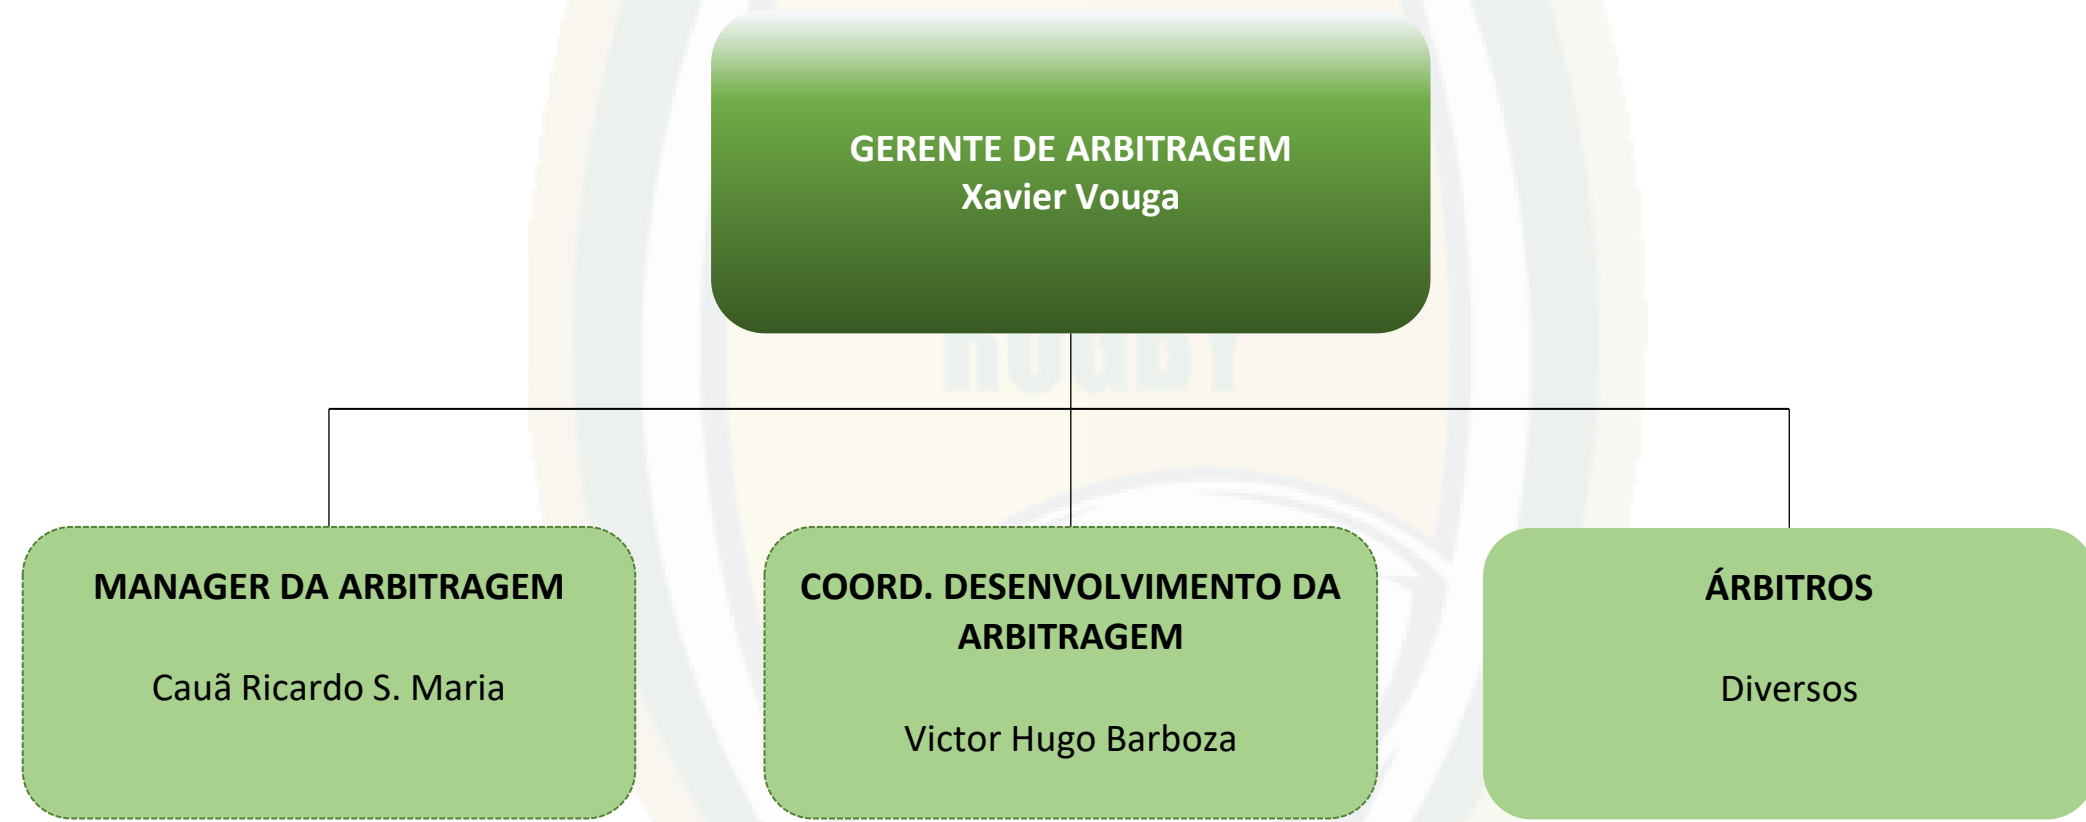 GERENTE DE ARBITRAGEM
Xavier Vouga
RUGBY
MANAGER DA ARBITRAGEM
Cauã Ricardo S. Maria
COORD. DESENVOLVIMENTO DA
ARBITRAGEM
Victor Hugo Barboza
ÁRBITROS
Diversos